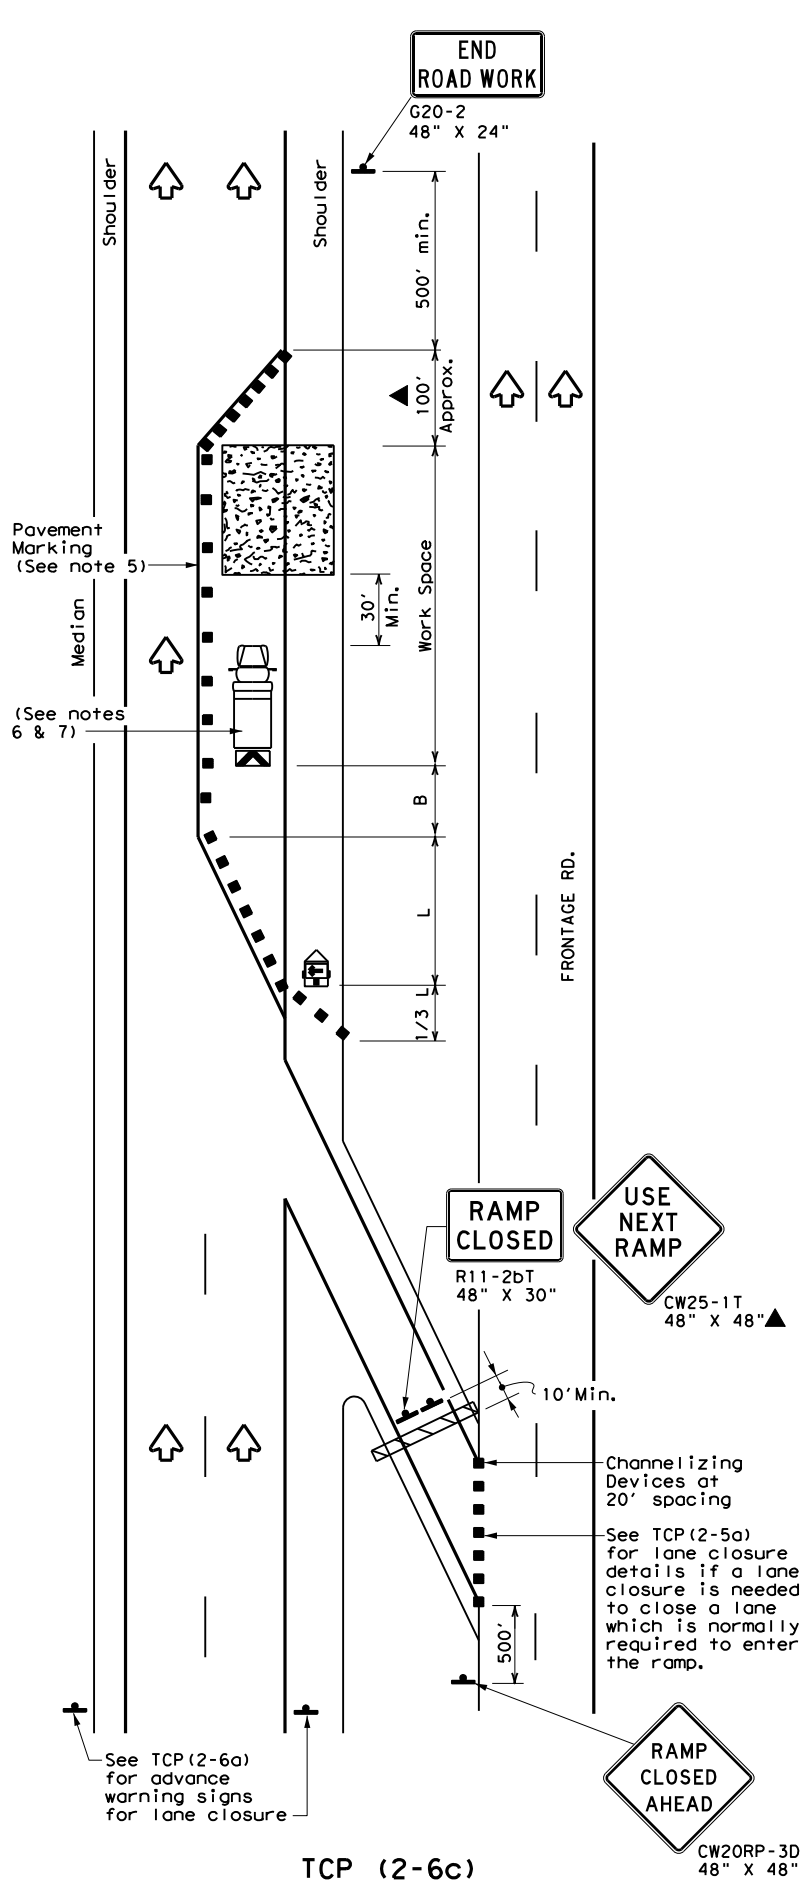 END
ROAD WORK
G20-2
48" X 24"
Shoulder
Shoulder
500' min.
100'
Approx.
Pavement
Marking
(See note 5)
Median
30'
Min.
Work Space
(See notes
6 & 7)
B
L
1/3 L
FRONTAGE RD.
RAMP
CLOSED
R11-2bT
48" X 30"
USE
NEXT
RAMP
CW25-1T
48" X 48"
10'Min.
Channelizing
Devices at
20' spacing
See TCP(2-5a)
for lane closure
details if a lane
closure is needed
to close a lane
which is normally
required to enter
the ramp.
500'
See TCP(2-6a)
for advance
warning signs
for lane closure
RAMP
CLOSED
AHEAD
CW20RP-3D
48" X 48"
TCP (2-6c)